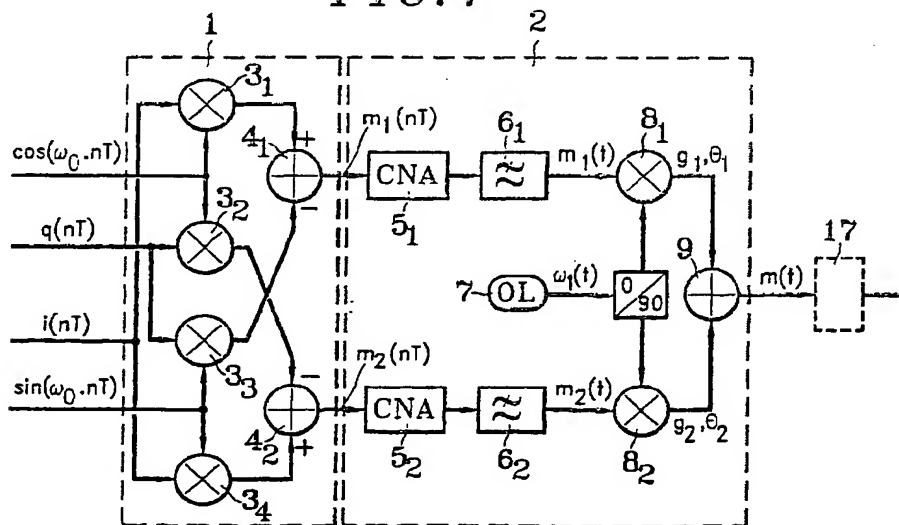 1
2
3₁
cos(ω₀.nT)
4₁
+
−
m₁(nT)
CNA
5₁
6₁
m₁(t)
8₁
g₁,θ₁
3₂
q(nT)
7
OL
ω₁(t)
0
90
9
m(t)
17
i(nT)
3₃
sin(ω₀.nT)
−
4₂
+
m₂(nT)
CNA
5₂
6₂
m₂(t)
8₂
g₂,θ₂
3₄